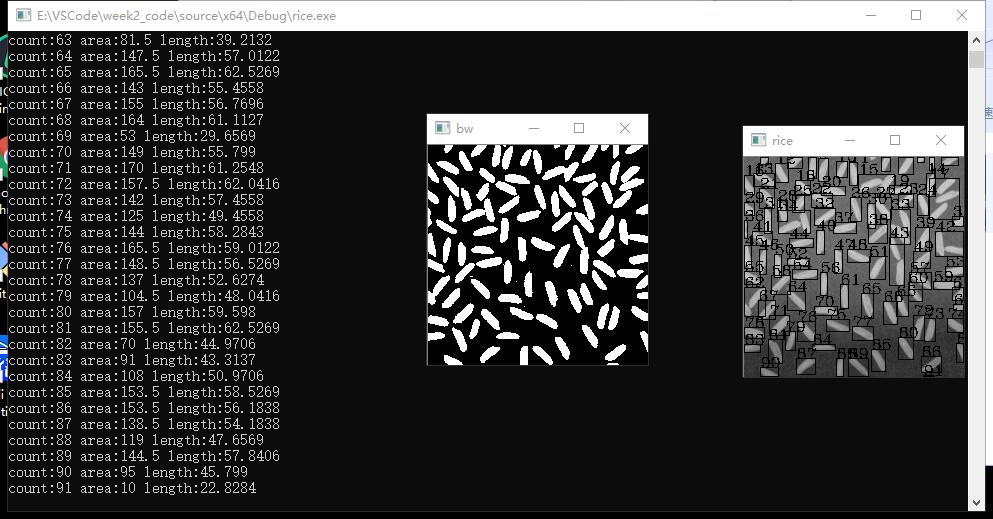 E:\VSCode\week2_code\source\x64\Debug\rice.exe
count:63 area:81.5 length:39.2132
count:64 area:147.5 length:57.0122
count:65 area:165.5 length:62.5269
count:66 area:143 length:55.4558
count:67 area:155 length:56.7696
count:68 area:164 length:61.1127
count:69 area:53 length:29.6569
count:70 area:149 length:55.799
count:71 area:170 length:61.2548
count:72 area:157.5 length:62.0416
count:73 area:142 length:57.4558
count:74 area:125 length:49.4558
count:75 area:144 length:58.2843
count:76 area:165.5 length:59.0122
count:77 area:148.5 length:56.5269
count:78 area:137 length:52.6274
count:79 area:104.5 length:48.0416
count:80 area:157 length:59.598
count:81 area:155.5 length:62.5269
count:82 area:70 length:44.9706
count:83 area:91 length:43.3137
count:84 area:108 length:50.9706
count:85 area:153.5 length:58.5269
count:86 area:153.5 length:56.1838
count:87 area:138.5 length:54.1838
count:88 area:119 length:47.6569
count:89 area:144.5 length:57.8406
count:90 area:95 length:45.799
count:91 area:10 length:22.8284
bw
rice